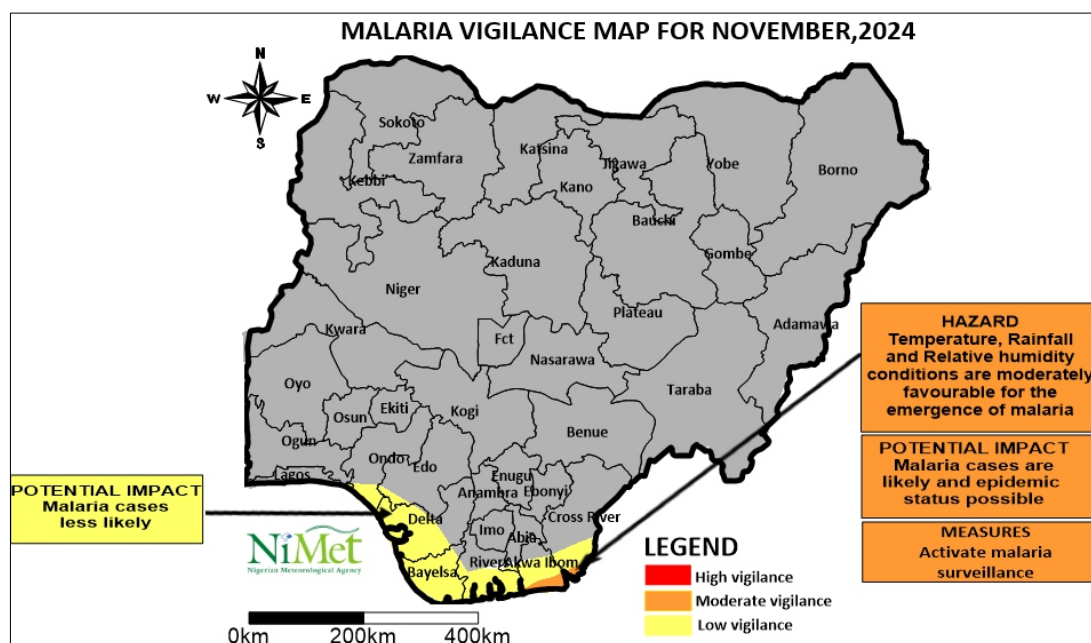 MALARIA VIGILANCE MAP FOR NOVEMBER,2024
N
W
E
S
Sokoto
Zamfara
Kebbi
Katsina
Kano
Jigawa
Yobe
Borno
Bauchi
Gombe
Kaduna
Niger
Plateau
Adamawa
Kwara
Fct
Nasarawa
Taraba
Oyo
Osun
Ekiti
Kogi
Benue
Ogun
Lagos
Ondo
Edo
Enugu
Anambra
Ebonyi
Cross River
Delta
Imo
Abia
Rivers
Akwa Ibom
Bayelsa
HAZARD
Temperature, Rainfall
and Relative humidity
conditions are moderately
favourable for the
emergence of malaria
POTENTIAL IMPACT
Malaria cases are
likely and epidemic
status possible
MEASURES
Activate malaria
surveillance
POTENTIAL IMPACT
Malaria cases
less likely
NiMet
Nigerian Meteorological Agency
LEGEND
High vigilance
Moderate vigilance
Low vigilance
0km
200km
400km